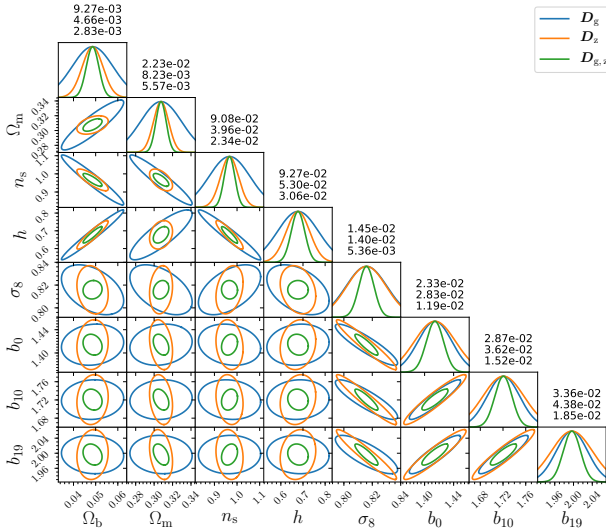 9.27e-03
4.66e-03
2.83e-03
D_g
D_z
D_g,z
2.23e-02
8.23e-03
5.57e-03
Ω_m
0.34
0.32
0.30
0.28
9.08e-02
3.96e-02
2.34e-02
n_s
1.1
1.0
0.9
9.27e-02
5.30e-02
3.06e-02
h
0.8
0.7
0.6
1.45e-02
1.40e-02
5.36e-03
σ_8
0.84
0.82
0.80
2.33e-02
2.83e-02
1.19e-02
b_0
1.44
1.40
2.87e-02
3.62e-02
1.52e-02
b_10
1.76
1.72
1.68
3.36e-02
4.38e-02
1.85e-02
b_19
2.04
2.00
1.96
0.04 0.05 0.06 0.30 0.32 0.34 0.9 1.0 1.1 0.6 0.7 0.8 0.80 0.82 0.84 1.40 1.44 1.68 1.72 1.76 1.96 2.00 2.04
Ω_b Ω_m n_s h σ_8 b_0 b_10 b_19